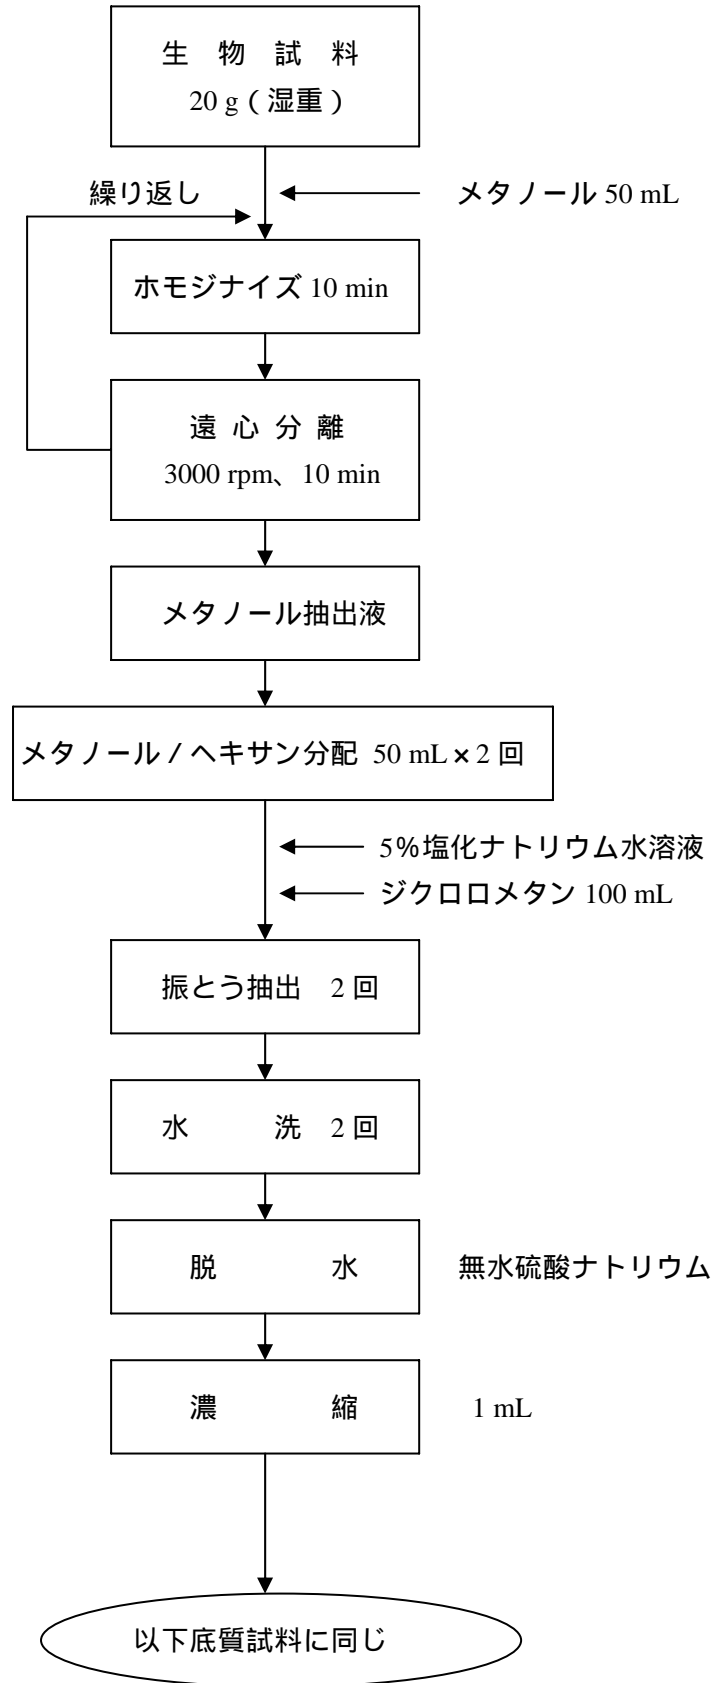 生 物 試 料
20 g（湿重）
繰り返し
メタノール 50 mL
ホモジナイズ 10 min
遠 心 分 離
3000 rpm、10 min
メタノール抽出液
メタノール / ヘキサン分配 50 mL × 2 回
5%塩化ナトリウム水溶液
ジクロロメタン 100 mL
振とう抽出 2 回
水 洗 2 回
脱 水 無水硫酸ナトリウム
濃 縮 1 mL
以下底質試料に同じ